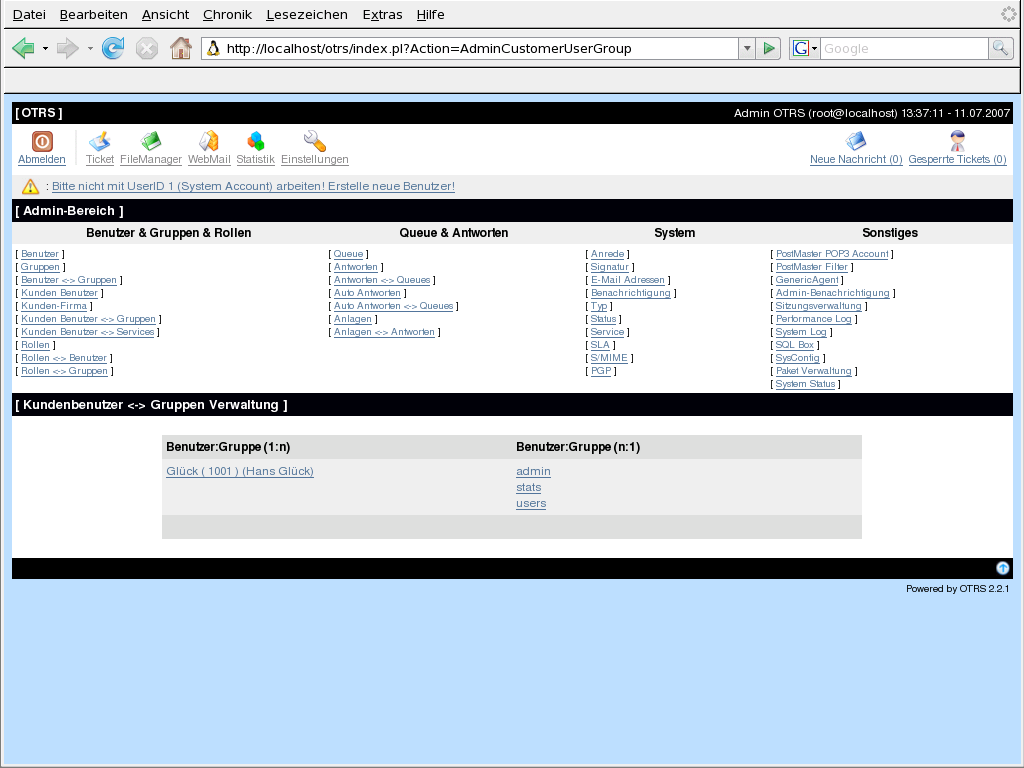 Datei Bearbeiten Ansicht Chronik Lesezeichen Extras Hilfe
http://localhost/otrs/index.pl?Action=AdminCustomerUserGroup
G Google
[ OTRS ] Admin OTRS (root@localhost) 13:37:11 - 11.07.2007
Abmelden Ticket FileManager WebMail Statistik Einstellungen Neue Nachricht (0) Gesperrte Tickets (0)
: Bitte nicht mit UserID 1 (System Account) arbeiten! Erstelle neue Benutzer!
[ Admin-Bereich ]
Benutzer & Gruppen & Rollen Queue & Antworten System Sonstiges
[ Benutzer ] [ Queue ] [ Anrede ] [ PostMaster POP3 Account ]
[ Gruppen ] [ Antworten ] [ Signatur ] [ PostMaster Filter ]
[ Benutzer <-> Gruppen ] [ Antworten <-> Queues ] [ E-Mail Adressen ] [ GenericAgent ]
[ Kunden Benutzer ] [ Auto Antworten ] [ Benachrichtigung ] [ Admin-Benachrichtigung ]
[ Kunden-Firma ] [ Auto Antworten <-> Queues ] [ Typ ] [ Sitzungsverwaltung ]
[ Kunden Benutzer <-> Gruppen ] [ Anlagen ] [ Status ] [ Performance Log ]
[ Kunden Benutzer <-> Services ] [ Anlagen <-> Antworten ] [ Service ] [ System Log ]
[ Rollen ] [ SLA ] [ SQL Box ]
[ Rollen <-> Benutzer ] [ S/MIME ] [ SysConfig ]
[ Rollen <-> Gruppen ] [ PGP ] [ Paket Verwaltung ]
[ System Status ]
[ Kundenbenutzer <-> Gruppen Verwaltung ]
Benutzer:Gruppe (1:n) Benutzer:Gruppe (n:1)
Glück ( 1001 ) (Hans Glück) admin
stats
users
Powered by OTRS 2.2.1